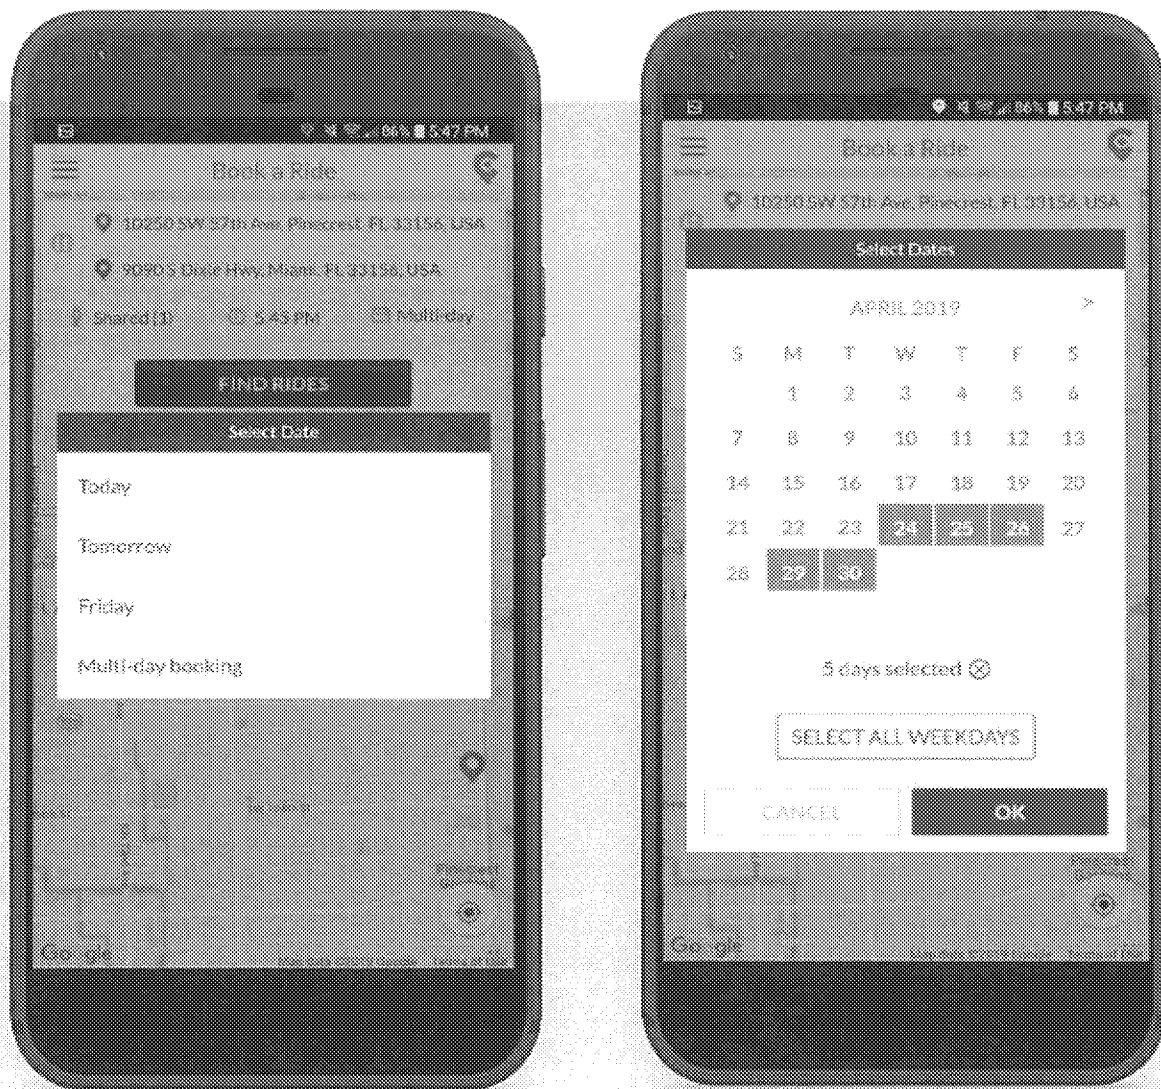 86% 5:47 PM
Book a Ride
10250 SW 57th Ave, Pinecrest, FL 33156, USA
9090 S Dixie Hwy, Miami, FL 33156, USA
Shared (1 5:45 PM Multi-day
FIND RIDES
Select Date
Today
Tomorrow
Friday
Multi-day booking
Google
86% 5:47 PM
Book a Ride
10250 SW 57th Ave, Pinecrest, FL 33156, USA
Select Dates
APRIL 2019 >
S M T W T F S
1 2 3 4 5 6
7 8 9 10 11 12 13
14 15 16 17 18 19 20
21 22 23 24 25 26 27
28 29 30
5 days selected
SELECT ALL WEEKDAYS
CANCEL OK
Google